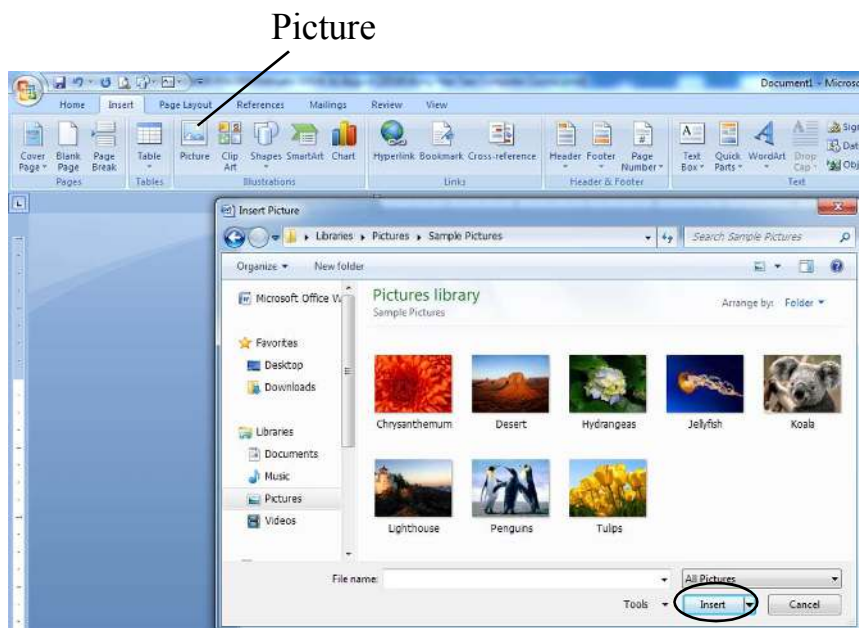 Picture
Document1 - Microso
Home Insert Page Layout References Mailings Review View
Cover Page Blank Page Page Break Table Picture Clip Art Shapes SmartArt Chart Hyperlink Bookmark Cross-reference Header Footer Page Number Text Box Quick Parts WordArt Drop Cap Sign Dat Obj
Pages Tables Illustrations Links Header & Footer Text
Insert Picture
Libraries Pictures Sample Pictures Search Sample Pictures
Organize New folder
Microsoft Office W
Pictures library
Sample Pictures
Arrange by: Folder
Favorites
Desktop
Downloads
Libraries
Documents
Music
Pictures
Videos
Chrysanthemum Desert Hydrangeas Jellyfish Koala
Lighthouse Penguins Tulips
File name: All Pictures
Tools Insert Cancel